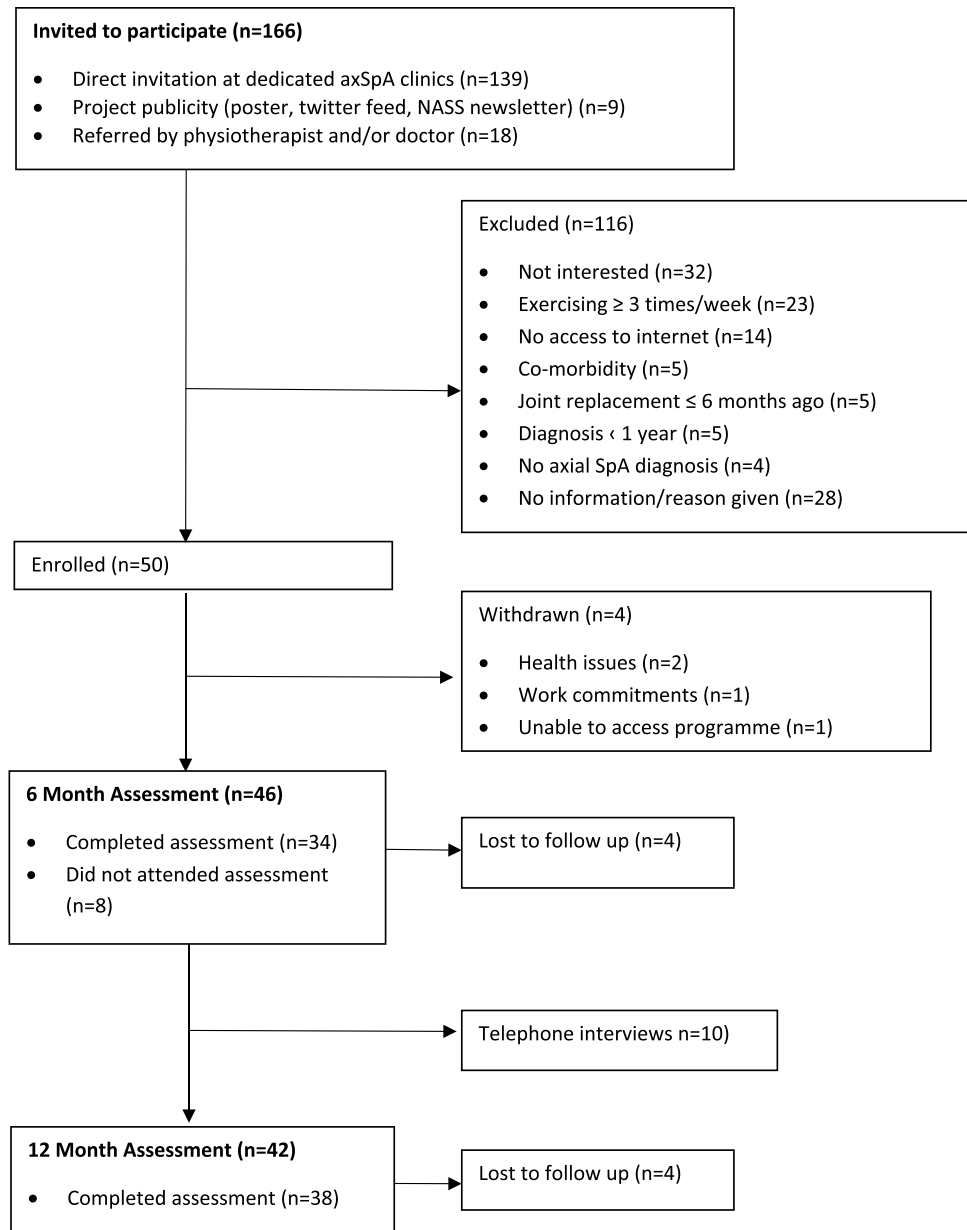 Invited to participate (n=166)
• Direct invitation at dedicated axSpA clinics (n=139)
• Project publicity (poster, twitter feed, NASS newsletter) (n=9)
• Referred by physiotherapist and/or doctor (n=18)
Excluded (n=116)
• Not interested (n=32)
• Exercising ≥ 3 times/week (n=23)
• No access to internet (n=14)
• Co-morbidity (n=5)
• Joint replacement ≤ 6 months ago (n=5)
• Diagnosis ‹ 1 year (n=5)
• No axial SpA diagnosis (n=4)
• No information/reason given (n=28)
Enrolled (n=50)
Withdrawn (n=4)
• Health issues (n=2)
• Work commitments (n=1)
• Unable to access programme (n=1)
6 Month Assessment (n=46)
• Completed assessment (n=34)
• Did not attended assessment
(n=8)
Lost to follow up (n=4)
Telephone interviews n=10)
12 Month Assessment (n=42)
• Completed assessment (n=38)
Lost to follow up (n=4)